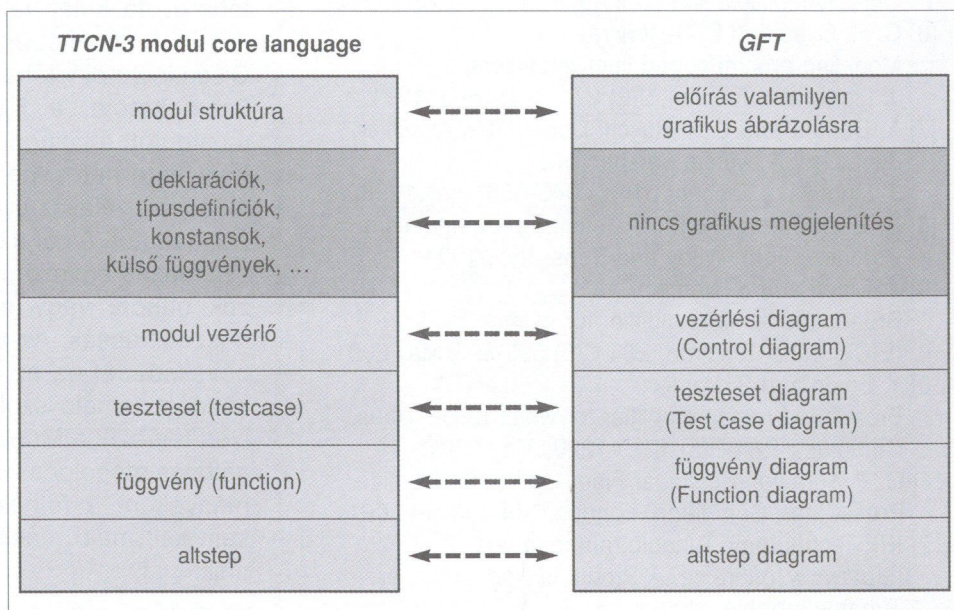 TTCN-3 modul core language
GFT
modul struktúra
előírás valamilyen
grafikus ábrázolásra
deklarációk,
típusdefiníciók,
konstansok,
külső függvények, ...
nincs grafikus megjelenítés
modul vezérlő
vezérlési diagram
(Control diagram)
teszteset (testcase)
teszteset diagram
(Test case diagram)
függvény (function)
függvény diagram
(Function diagram)
altstep
altstep diagram